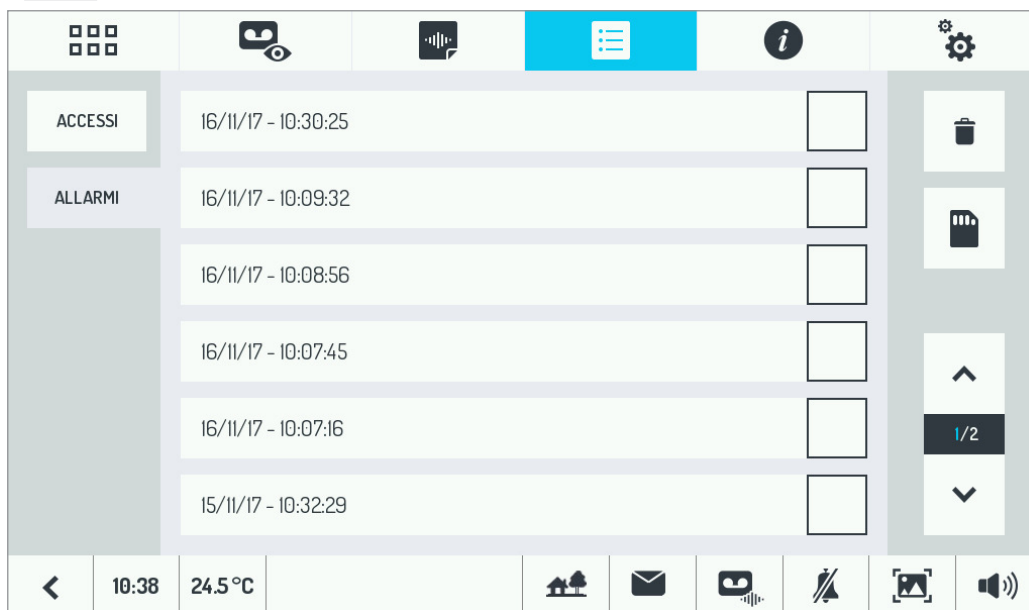 ACCESSI
16/11/17 - 10:30:25
ALLARMI
16/11/17 - 10:09:32
16/11/17 - 10:08:56
16/11/17 - 10:07:45
16/11/17 - 10:07:16
1/2
15/11/17 - 10:32:29
10:38
24.5 °C